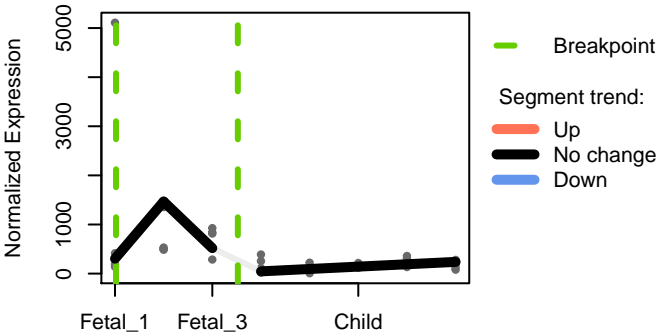 Normalized Expression
5000
3000
1000
0
Fetal_1 Fetal_3 Child
Breakpoint
Segment trend:
Up
No change
Down